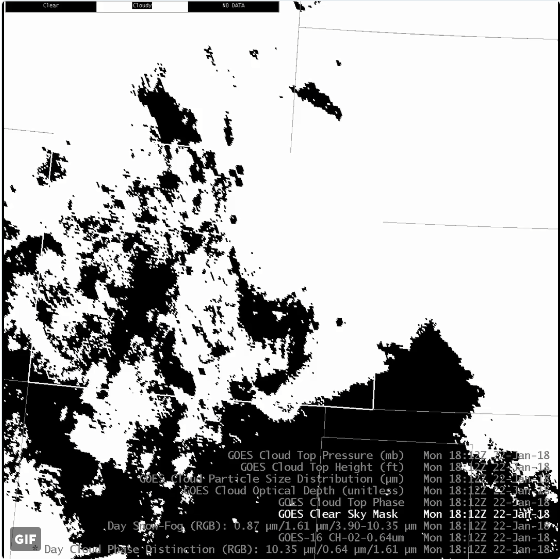 Clear Cloudy NO DATA
GOES Cloud Top Pressure (mb) Mon 18:12Z 22-Jan-18
GOES Cloud Top Height (ft) Mon 18:12Z 22-Jan-18
GOES Cloud Particle Size Distribution (μm) Mon 18:12Z 22-Jan-18
GOES Cloud Optical Depth (unitless) Mon 18:12Z 22-Jan-18
GOES Cloud Top Phase Mon 18:12Z 22-Jan-18
GOES Clear Sky Mask Mon 18:12Z 22-Jan-18
Day Snow-Fog (RGB): 0.87 μm/1.61 μm/3.90-10.35 μm Mon 18:12Z 22-Jan-18
GOES-16 CH-02-0.64um Mon 18:12Z 22-Jan-18
* Day Cloud Phase Distinction (RGB): 10.35 μm/0.64 μm/1.61 μm Mon 18:12Z 22-Jan-18
GIF